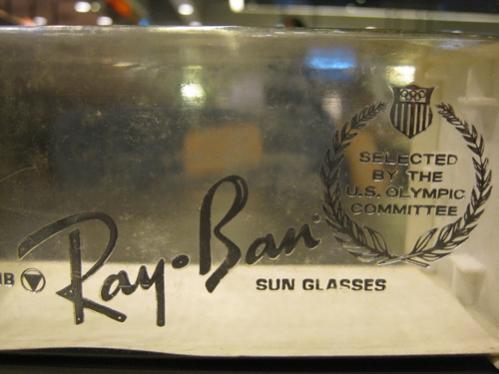 SELECTED
BY THE
U.S. OLYMPIC
COMMITTEE
Ray-Ban
SUN GLASSES